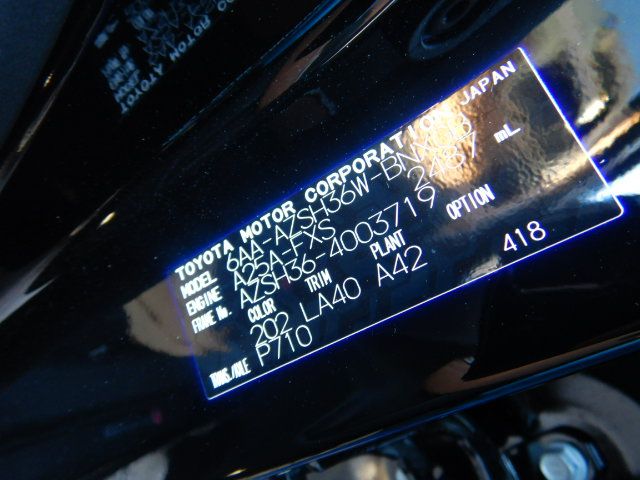 TOYOTA MOTOR CORPORATION JAPAN
MODEL 6AA-AZSH36W-BNXHB
ENGINE A25A-FXS 2487 mL
FRAME No. AZSH36-4003719
COLOR TRIM PLANT OPTION
202 LA40 A42 418
TRANS./AXLE P710